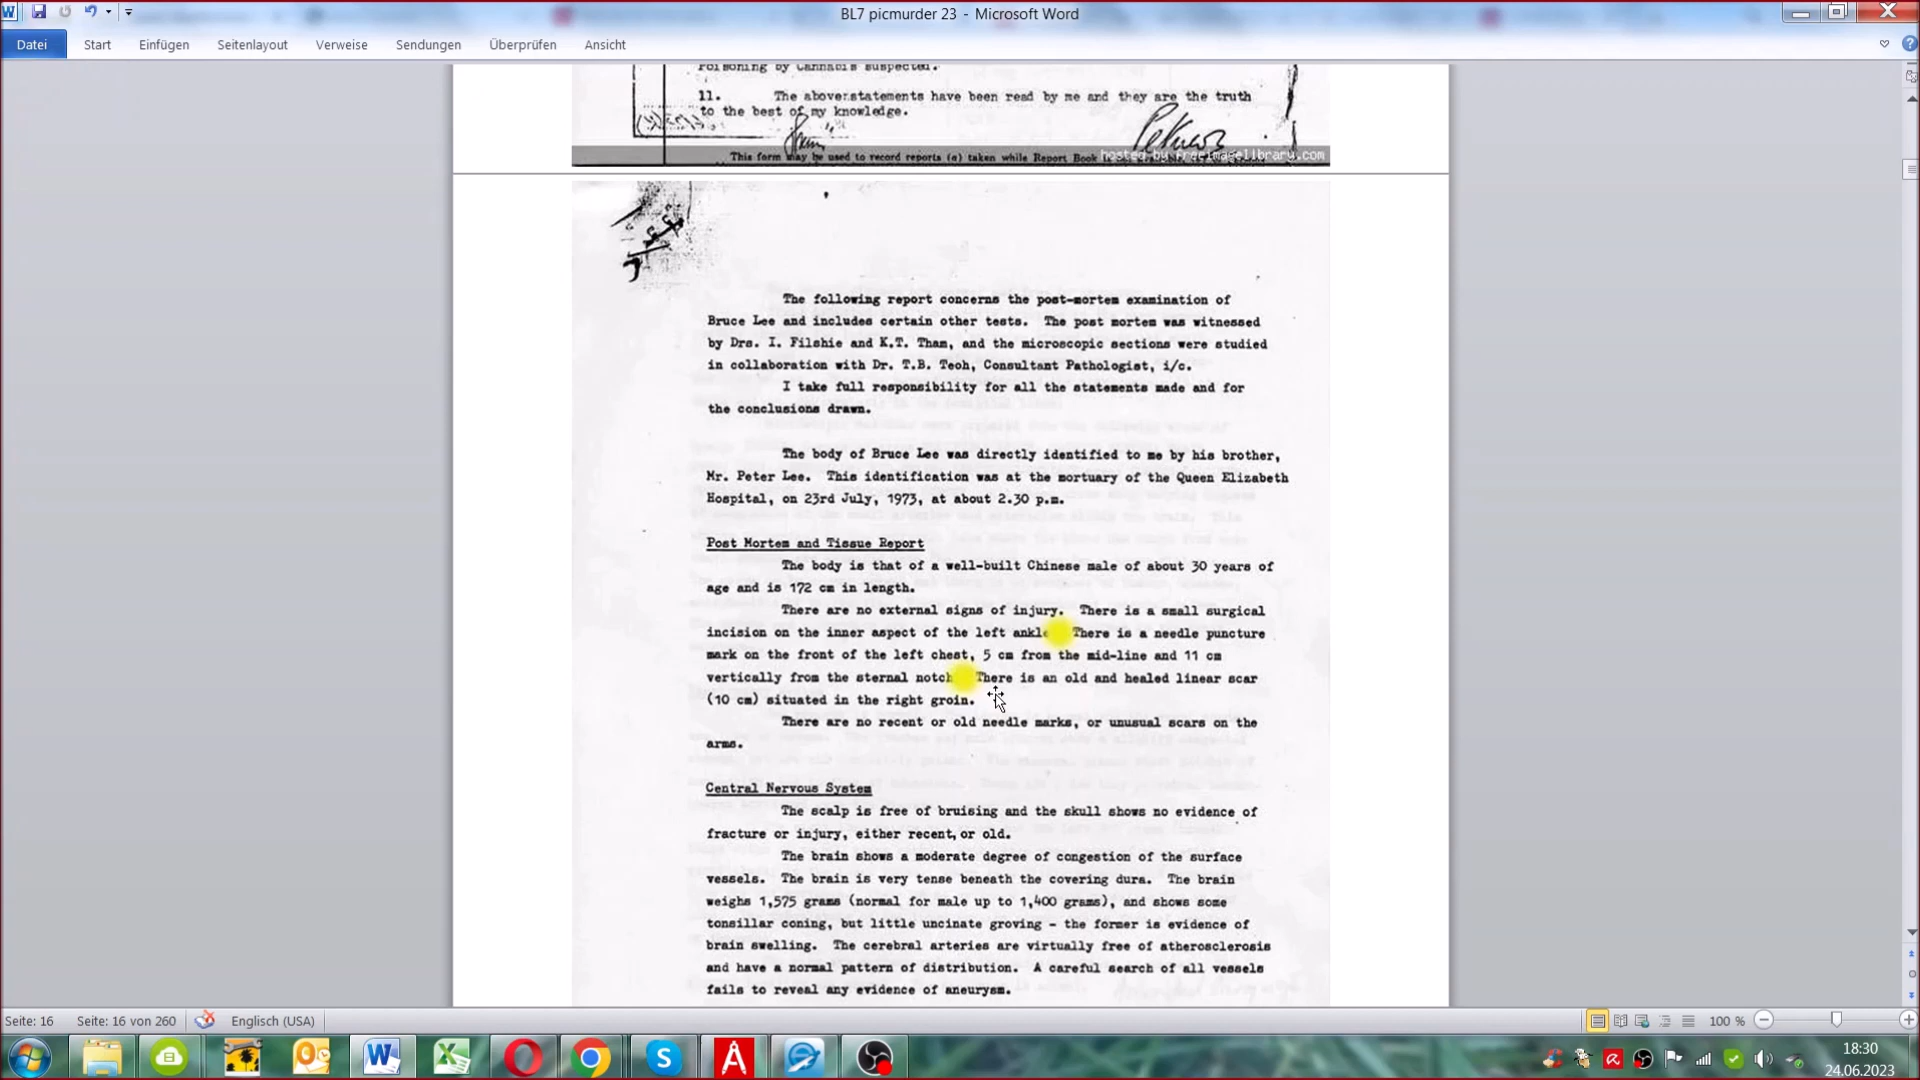 BL7 picmurder 23 - Microsoft Word
Datei Start Einfügen Seitenlayout Verweise Sendungen Überprüfen Ansicht
Poisoning by Cannabis suspected.
11. The above statements have been read by me and they are the truth
to the best of my knowledge.
This form may be used to record reports (a) taken while Report Book
hosted by freeimagelibrary.com
The following report concerns the post-mortem examination of
Bruce Lee and includes certain other tests. The post mortem was witnessed
by Drs. I. Filshie and K.T. Tham, and the microscopic sections were studied
in collaboration with Dr. T.B. Teoh, Consultant Pathologist, i/c.
I take full responsibility for all the statements made and for
the conclusions drawn.
The body of Bruce Lee was directly identified to me by his brother,
Mr. Peter Lee. This identification was at the mortuary of the Queen Elizabeth
Hospital, on 23rd July, 1973, at about 2.30 p.m.
Post Mortem and Tissue Report
The body is that of a well-built Chinese male of about 30 years of
age and is 172 cm in length.
There are no external signs of injury. There is a small surgical
incision on the inner aspect of the left ankle There is a needle puncture
mark on the front of the left chest, 5 cm from the mid-line and 11 cm
vertically from the sternal notch There is an old and healed linear scar
(10 cm) situated in the right groin.
There are no recent or old needle marks, or unusual scars on the
arms.
Central Nervous System
The scalp is free of bruising and the skull shows no evidence of
fracture or injury, either recent, or old.
The brain shows a moderate degree of congestion of the surface
vessels. The brain is very tense beneath the covering dura. The brain
weighs 1,575 grams (normal for male up to 1,400 grams), and shows some
tonsillar coning, but little uncinate groving - the former is evidence of
brain swelling. The cerebral arteries are virtually free of atherosclerosis
and have a normal pattern of distribution. A careful search of all vessels
fails to reveal any evidence of aneurysm.
Seite: 16 Seite: 16 von 260 Englisch (USA) 100 %
18:30
24.06.2023